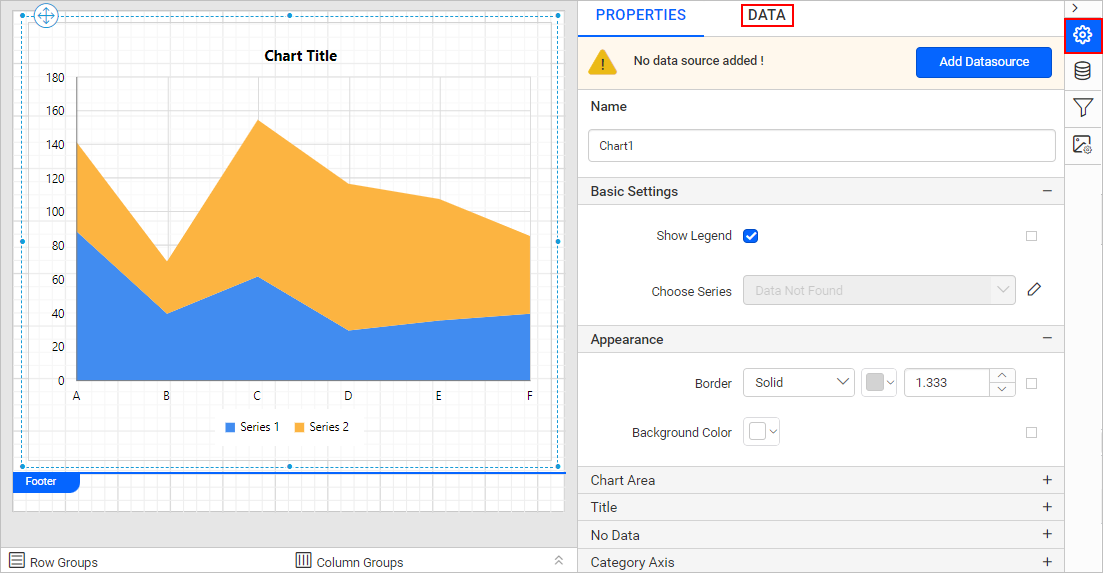 Chart Title
180
160
140
120
100
80
60
40
20
0
A B C D E F
Series 1 Series 2
Footer
Row Groups Column Groups
PROPERTIES DATA
No data source added ! Add Datasource
Name
Chart1
Basic Settings
Show Legend
Choose Series Data Not Found
Appearance
Border Solid 1.333
Background Color
Chart Area
Title
No Data
Category Axis